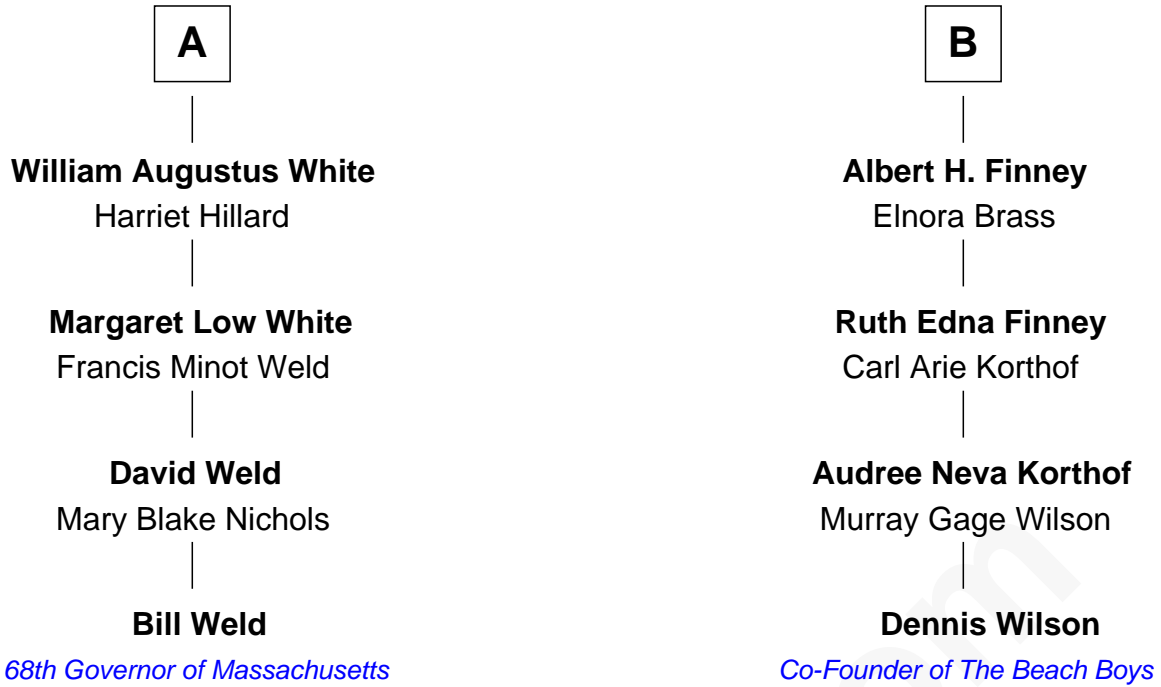 A
William Augustus White
Harriet Hillard
Margaret Low White
Francis Minot Weld
David Weld
Mary Blake Nichols
Bill Weld
68th Governor of Massachusetts
B
Albert H. Finney
Elnora Brass
Ruth Edna Finney
Carl Arie Korthof
Audree Neva Korthof
Murray Gage Wilson
Dennis Wilson
Co-Founder of The Beach Boys